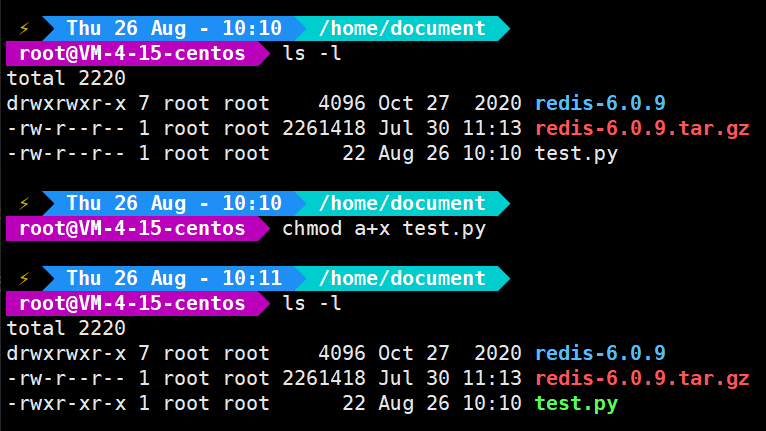 ⚡ Thu 26 Aug - 10:10 /home/document
root@VM-4-15-centos ls -l
total 2220
drwxrwxr-x 7 root root    4096 Oct 27  2020 redis-6.0.9
-rw-r--r-- 1 root root 2261418 Jul 30 11:13 redis-6.0.9.tar.gz
-rw-r--r-- 1 root root      22 Aug 26 10:10 test.py
⚡ Thu 26 Aug - 10:10 /home/document
root@VM-4-15-centos chmod a+x test.py
⚡ Thu 26 Aug - 10:11 /home/document
root@VM-4-15-centos ls -l
total 2220
drwxrwxr-x 7 root root    4096 Oct 27  2020 redis-6.0.9
-rw-r--r-- 1 root root 2261418 Jul 30 11:13 redis-6.0.9.tar.gz
-rwxr-xr-x 1 root root      22 Aug 26 10:10 test.py